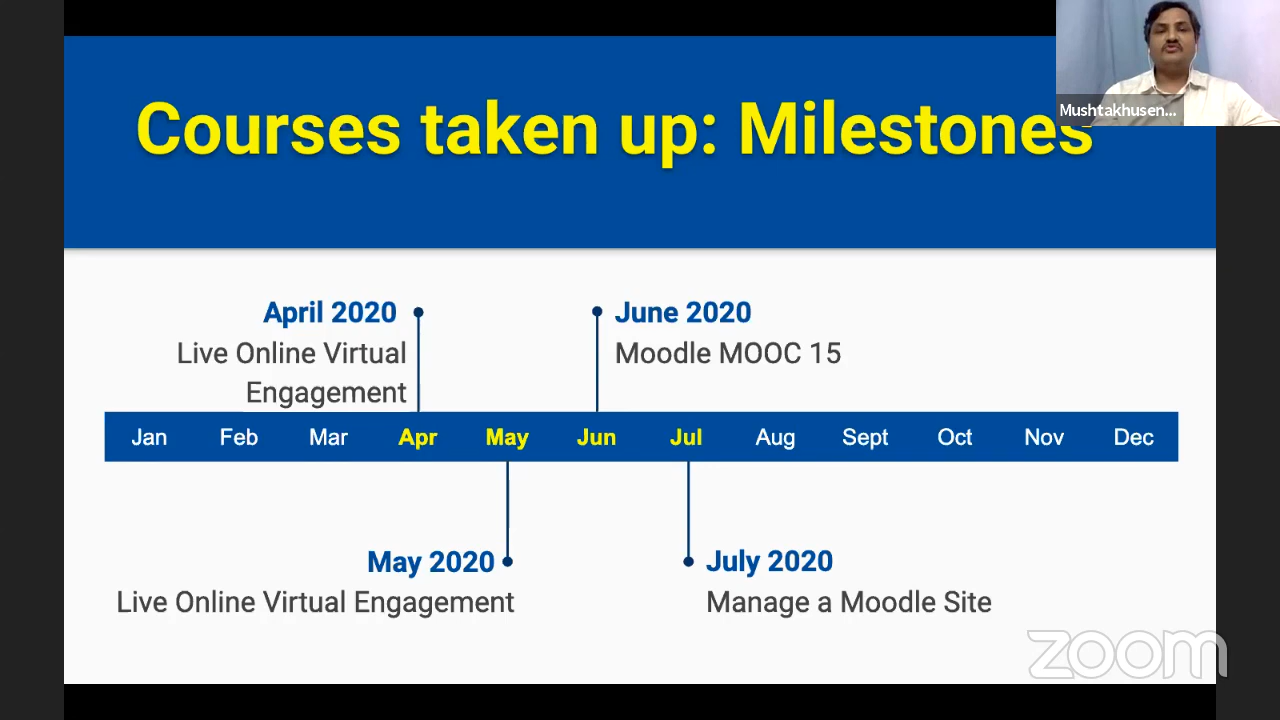 Courses taken up: Milestones
Mushtakhusen...
April 2020
Live Online Virtual
Engagement
June 2020
Moodle MOOC 15
Jan Feb Mar Apr May Jun Jul Aug Sept Oct Nov Dec
May 2020
Live Online Virtual Engagement
July 2020
Manage a Moodle Site
zoom